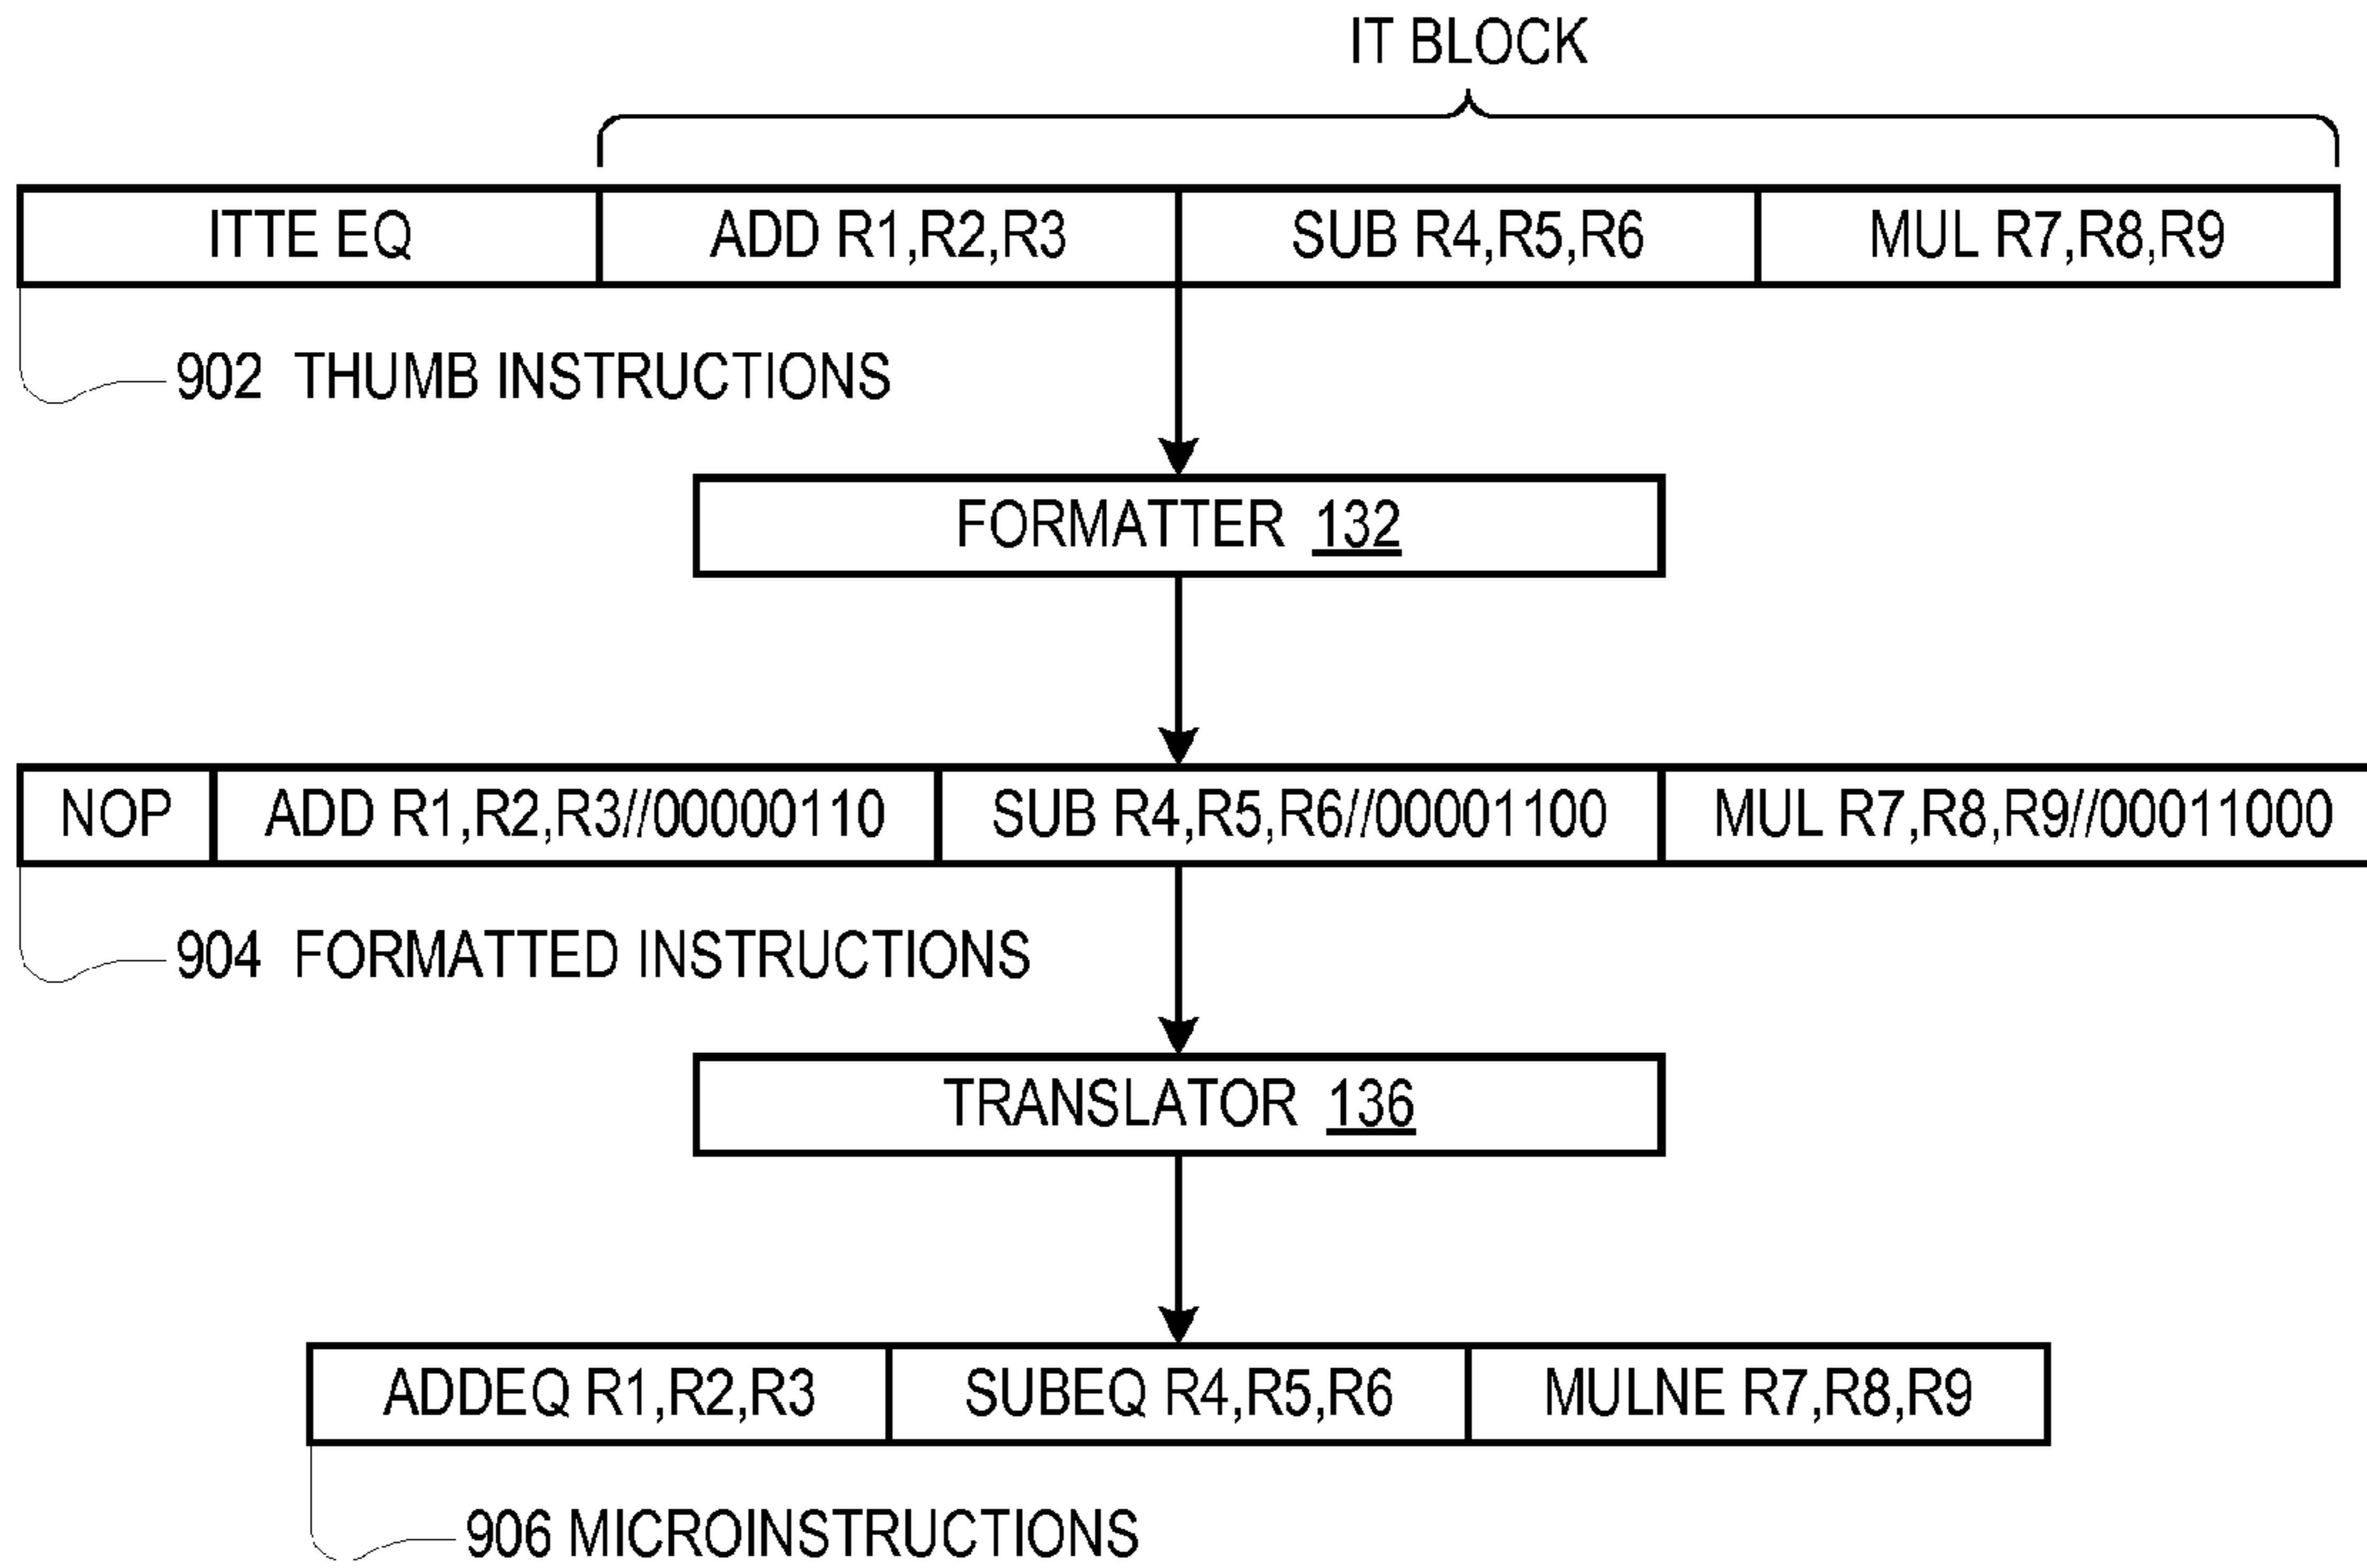 IT BLOCK
ITTE EQ ADD R1,R2,R3 SUB R4,R5,R6 MUL R7,R8,R9
902 THUMB INSTRUCTIONS
FORMATTER 132
NOP ADD R1,R2,R3//00000110 SUB R4,R5,R6//00001100 MUL R7,R8,R9//00011000
904 FORMATTED INSTRUCTIONS
TRANSLATOR 136
ADDEQ R1,R2,R3 SUBEQ R4,R5,R6 MULNE R7,R8,R9
906 MICROINSTRUCTIONS